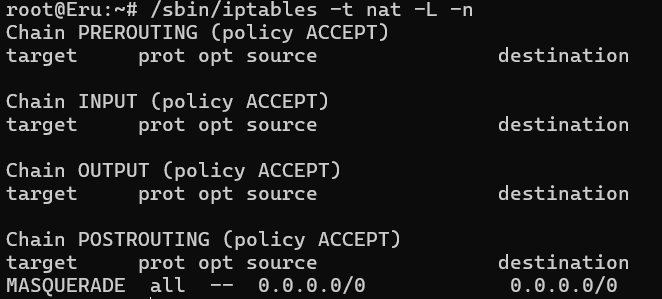 root@Eru:~# /sbin/iptables -t nat -L -n
Chain PREROUTING (policy ACCEPT)
target     prot opt source               destination
Chain INPUT (policy ACCEPT)
target     prot opt source               destination
Chain OUTPUT (policy ACCEPT)
target     prot opt source               destination
Chain POSTROUTING (policy ACCEPT)
target     prot opt source               destination
MASQUERADE  all  --  0.0.0.0/0            0.0.0.0/0